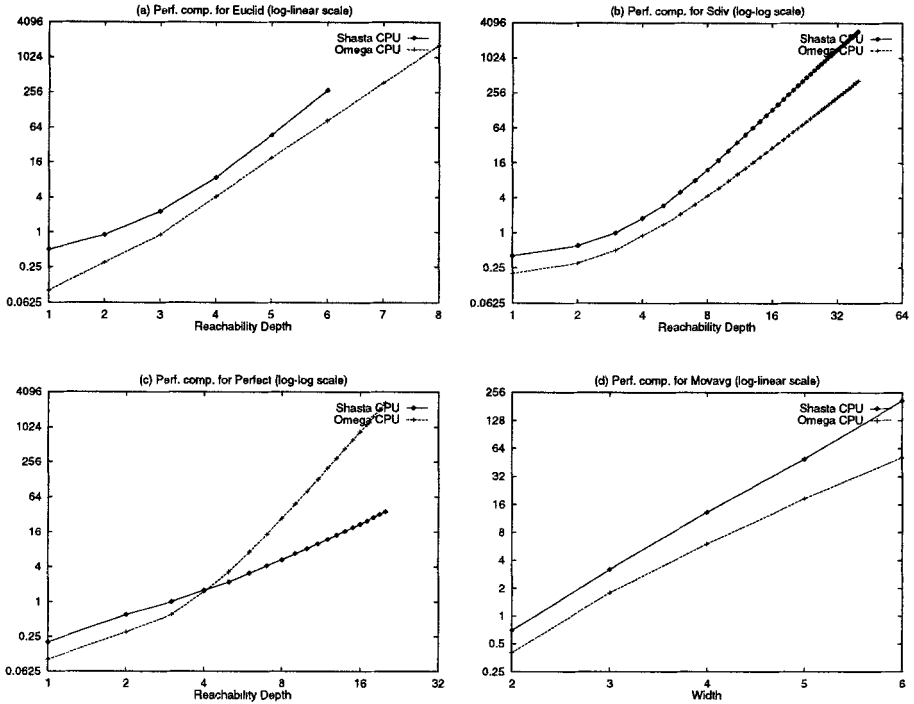 (a) Perf. comp. for Euclid (log-linear scale)
4096
1024
256
64
16
4
1
0.25
0.0625
Shasta CPU
Omega CPU
1 2 3 4 5 6 7 8
Reachability Depth
(b) Perf. comp. for Sdiv (log-log scale)
4096
1024
256
64
16
4
1
0.25
0.0625
Shasta CPU
Omega CPU
1 2 4 8 16 32 64
Reachability Depth
(c) Perf. comp. for Perfect (log-log scale)
4096
1024
256
64
16
4
1
0.25
0.0625
Shasta CPU
Omega CPU
1 2 4 8 16 32
Reachability Depth
(d) Perf. comp. for Movavg (log-linear scale)
256
128
64
32
16
8
4
2
1
0.5
0.25
Shasta CPU
Omega CPU
2 3 4 5 6
Width